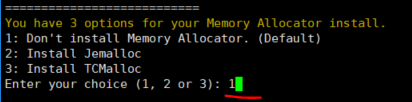 ===========================
You have 3 options for your Memory Allocator install.
1: Don't install Memory Allocator. (Default)
2: Install Jemalloc
3: Install TCMalloc
Enter your choice (1, 2 or 3): 1